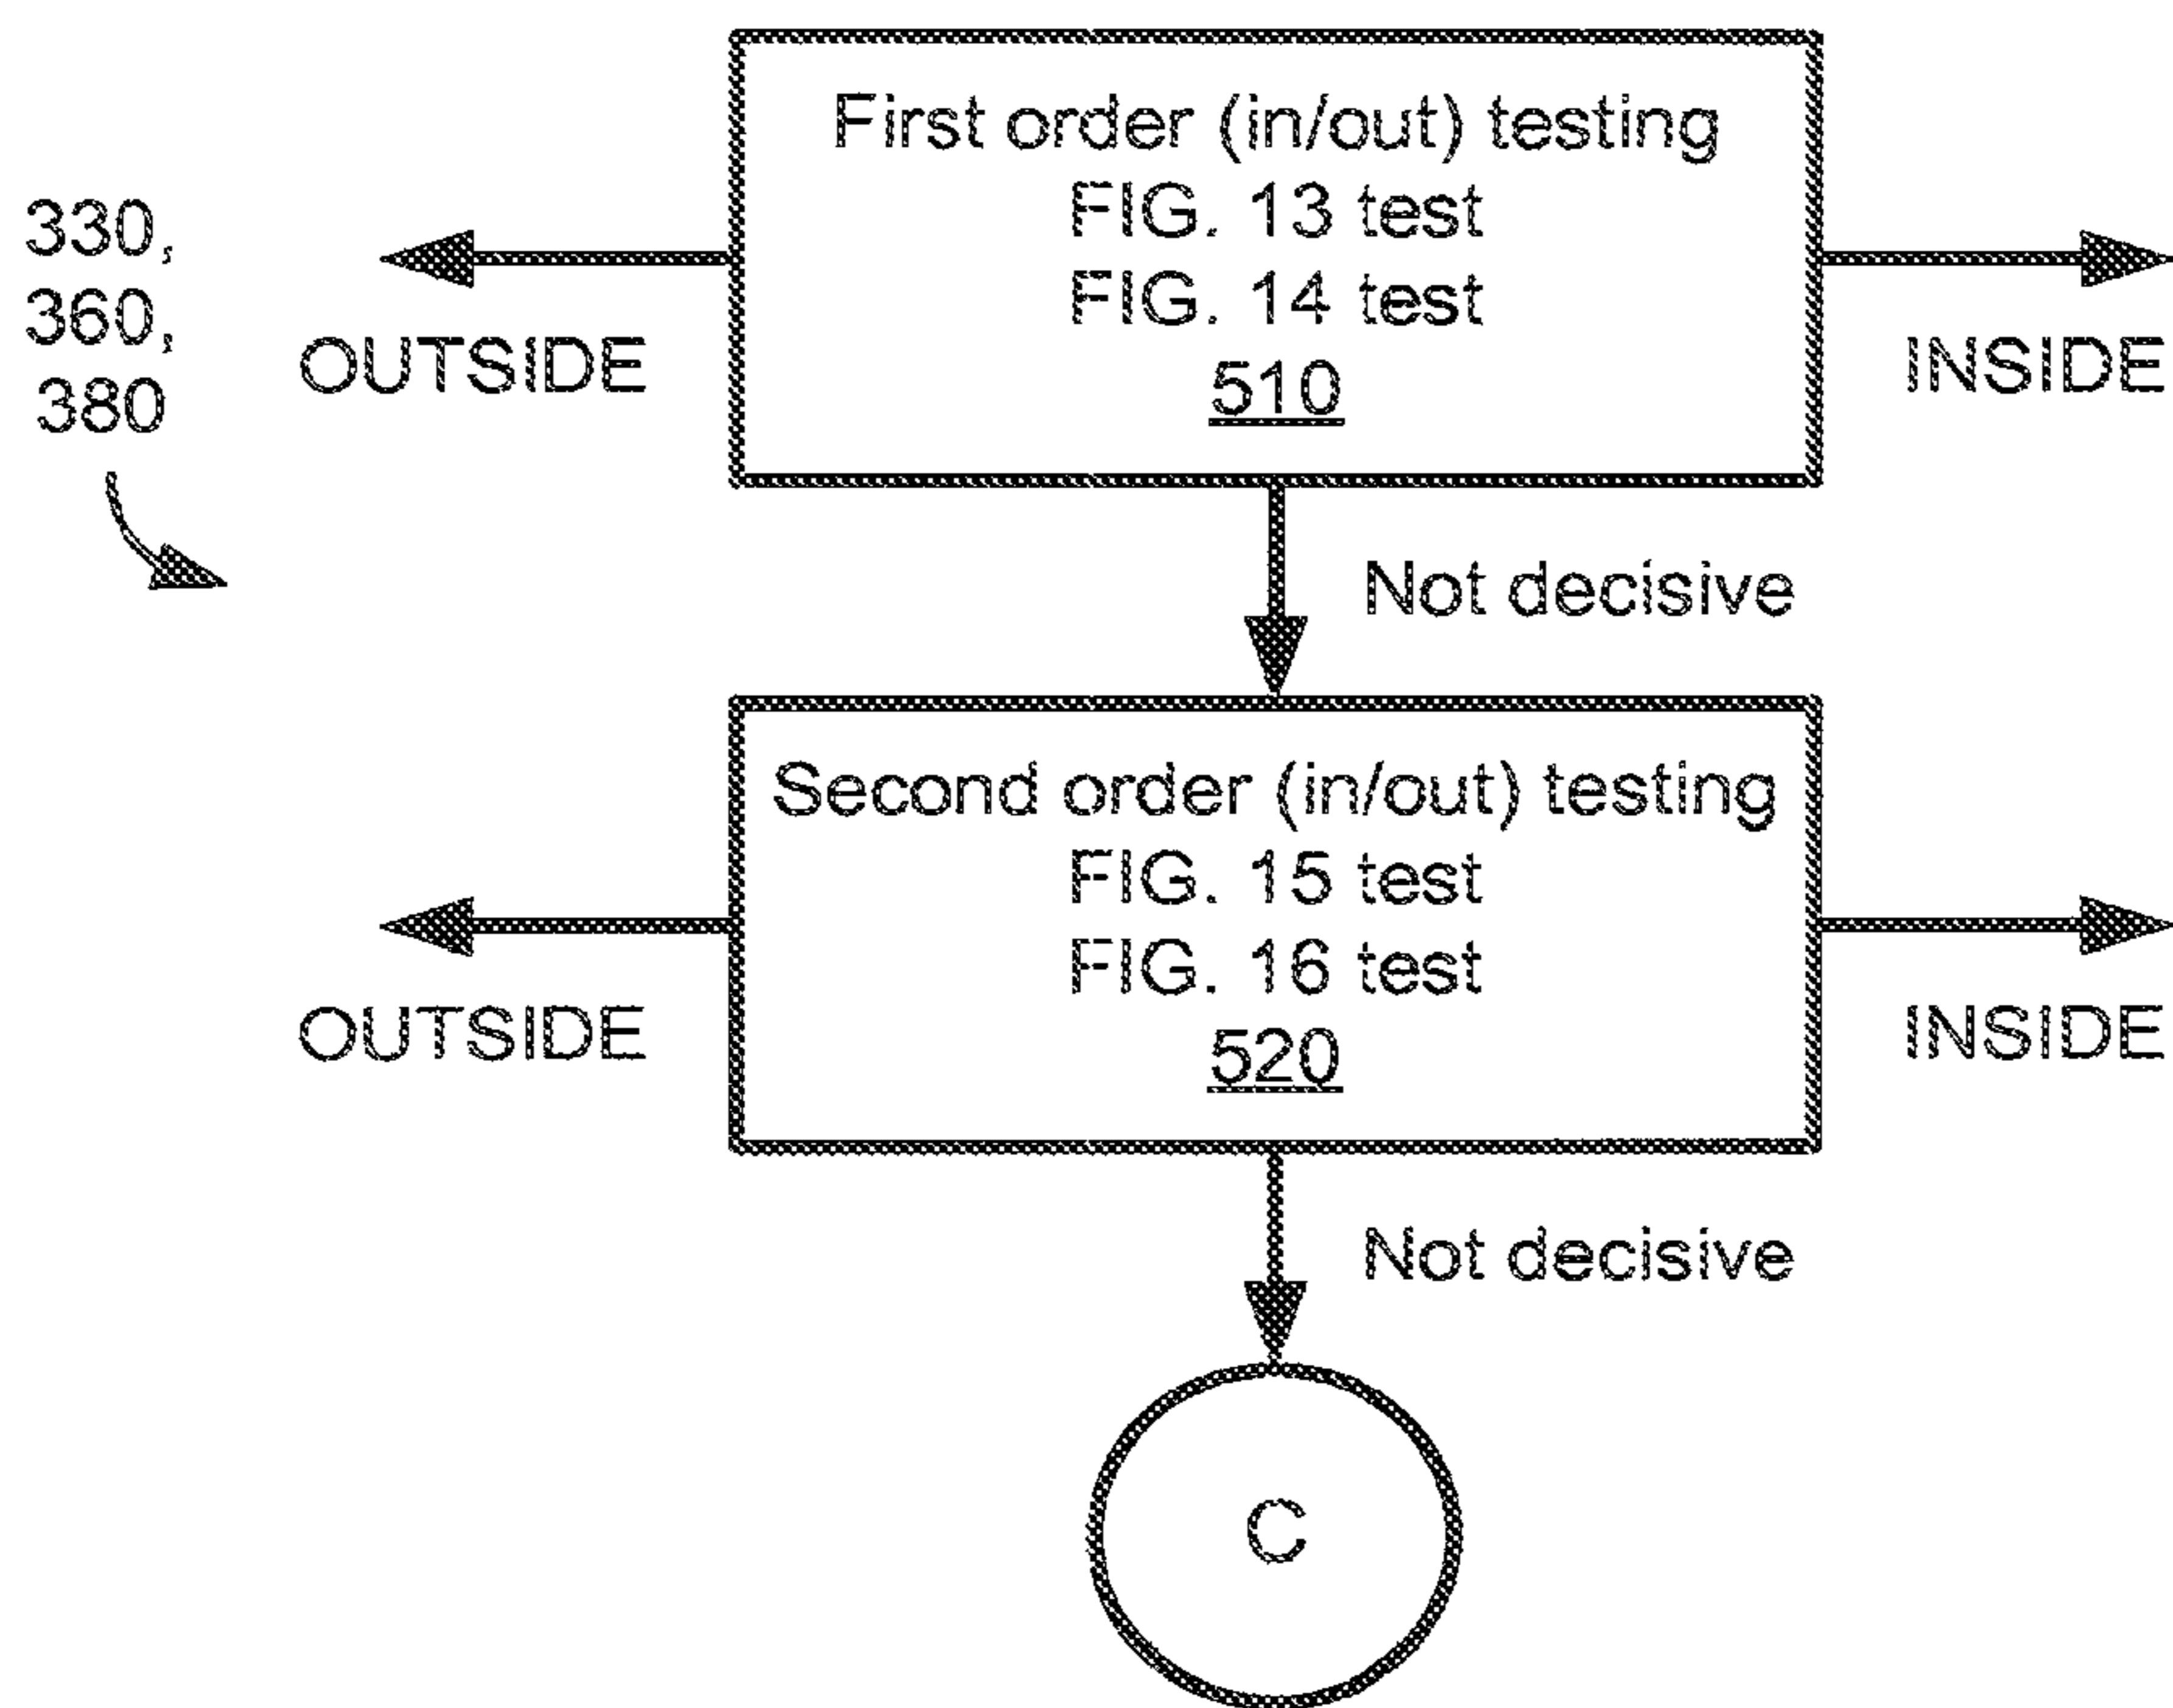 First order (in/out) testing
FIG. 13 test
FIG. 14 test
510
330,
360,
380
OUTSIDE
INSIDE
Not decisive
Second order (in/out) testing
FIG. 15 test
FIG. 16 test
520
OUTSIDE
INSIDE
Not decisive
C